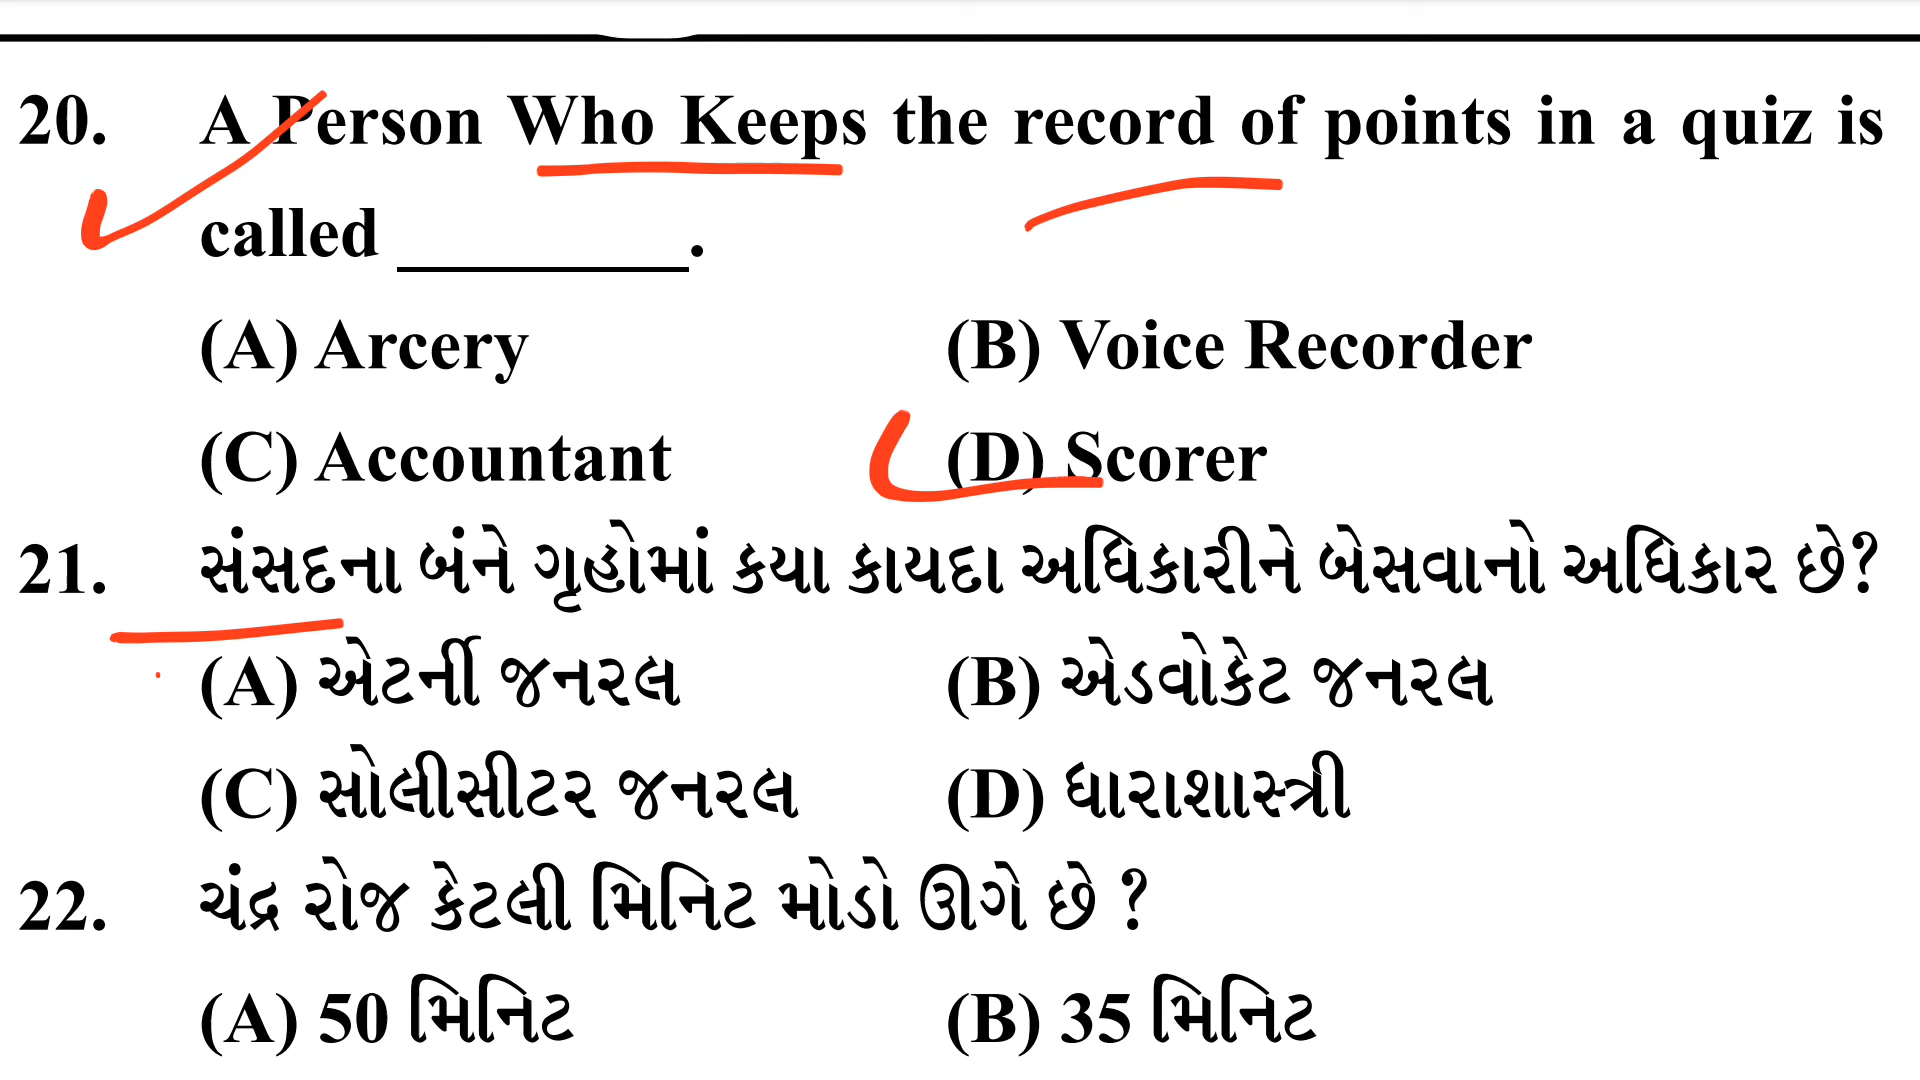 20. A Person Who Keeps the record of points in a quiz is
called ________.
(A) Arcery (B) Voice Recorder
(C) Accountant (D) Scorer
21. સંસદના બંને ગૃહોમાં કયા કાયદા અધિકારીને બેસવાનો અધિકાર છે?
(A) એટર્ની જનરલ (B) એડવોકેટ જનરલ
(C) સોલીસીટર જનરલ (D) ધારાશાસ્ત્રી
22. ચંદ્ર રોજ કેટલી મિનિટ મોડો ઊગે છે ?
(A) 50 મિનિટ (B) 35 મિનિટ